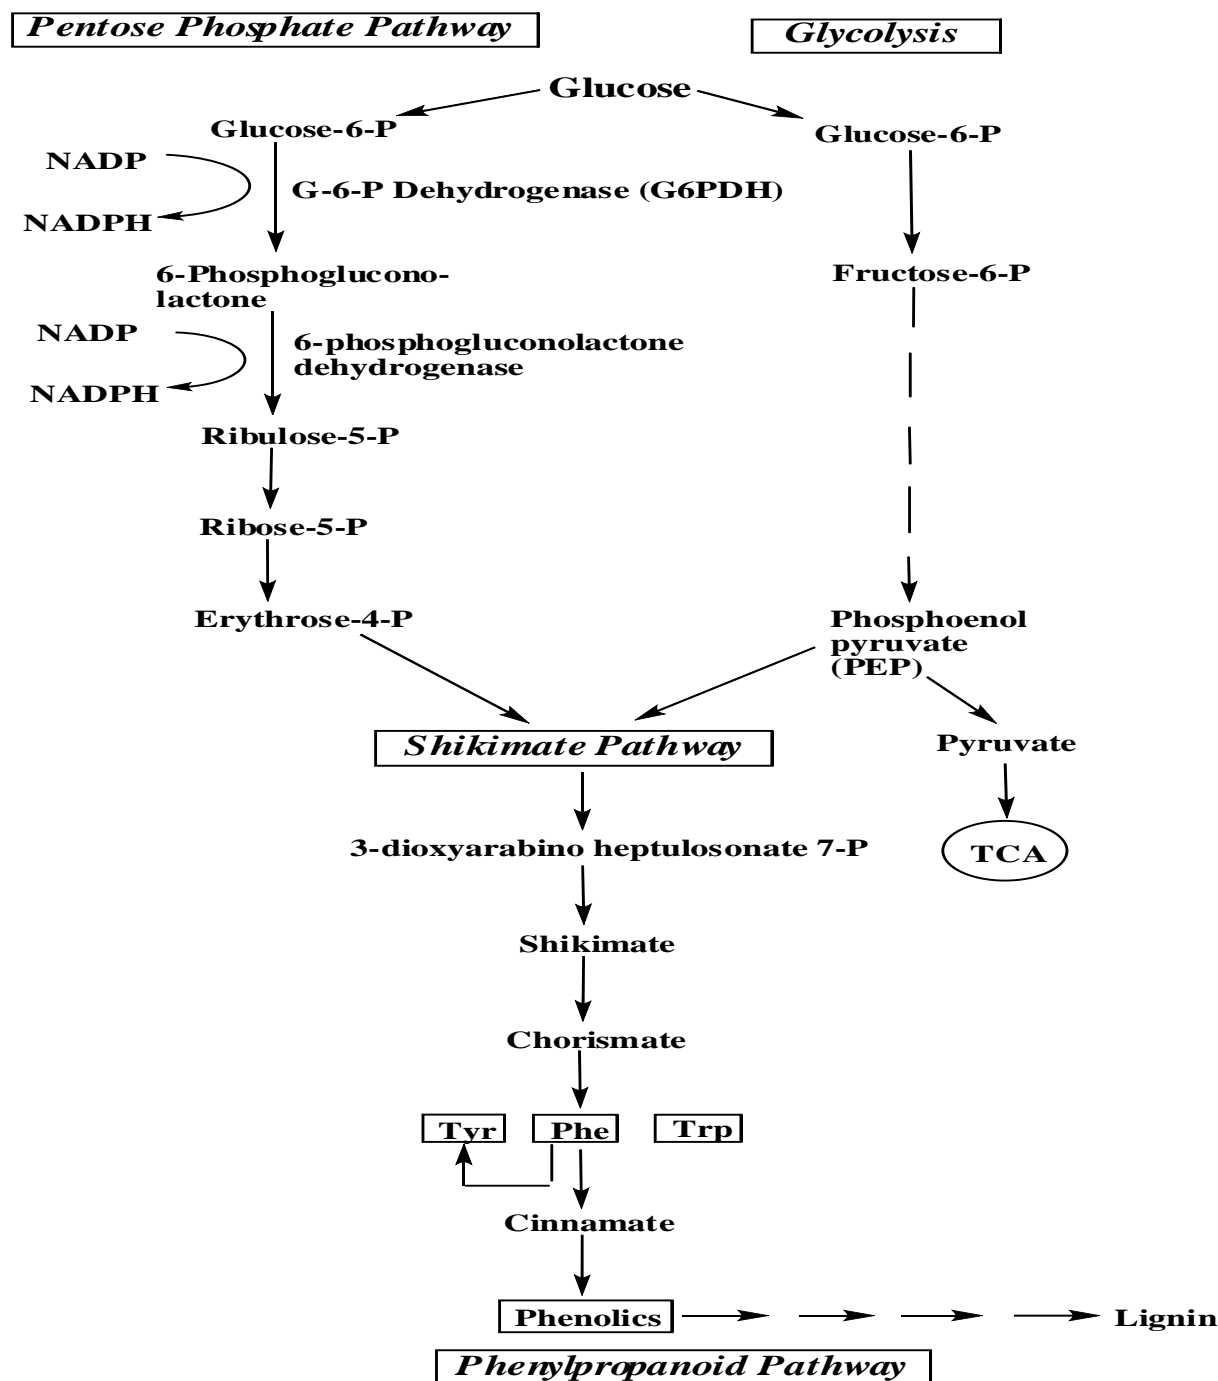 Pentose Phosphate Pathway
Glycolysis
Glucose
Glucose-6-P
Glucose-6-P
NADP
G-6-P Dehydrogenase (G6PDH)
NADPH
6-Phosphoglucono-
lactone
Fructose-6-P
NADP
6-phosphogluconolactone
dehydrogenase
NADPH
Ribulose-5-P
Ribose-5-P
Erythrose-4-P
Phosphoenol
pyruvate
(PEP)
Shikimate Pathway
Pyruvate
3-dioxyarabino heptulosonate 7-P
TCA
Shikimate
Chorismate
Tyr
Phe
Trp
Cinnamate
Phenolics
Lignin
Phenylpropanoid Pathway